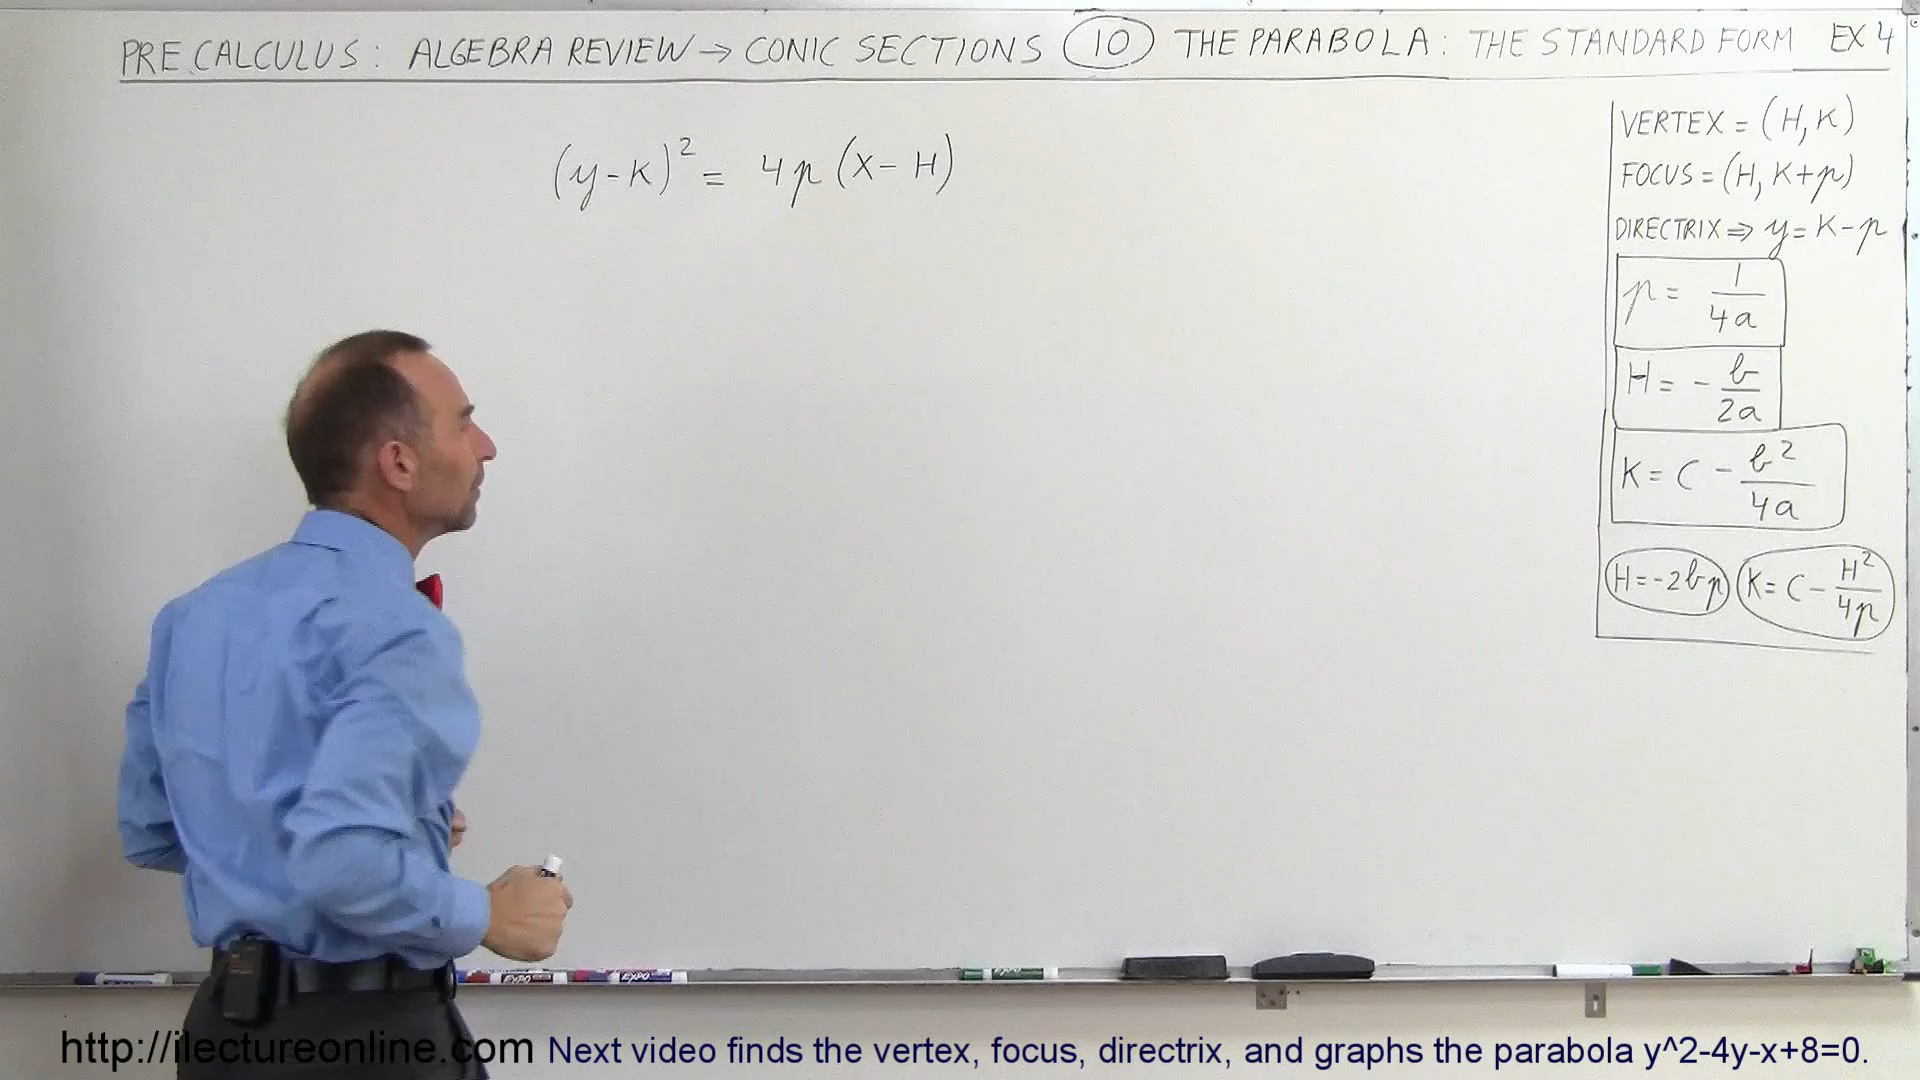 PRE CALCULUS: ALGEBRA REVIEW → CONIC SECTIONS 10 THE PARABOLA: THE STANDARD FORM EX 4
(y-K)² = 4p (X-H)
VERTEX = (H, K)
FOCUS = (H, K+p)
DIRECTRIX ⇒ y = K-p
p = 1/4a
H = - b/2a
K = C - b²/4a
H = -2bp K = C - H²/4p
EXPO EXPO
http://ilectureonline.com Next video finds the vertex, focus, directrix, and graphs the parabola y^2-4y-x+8=0.